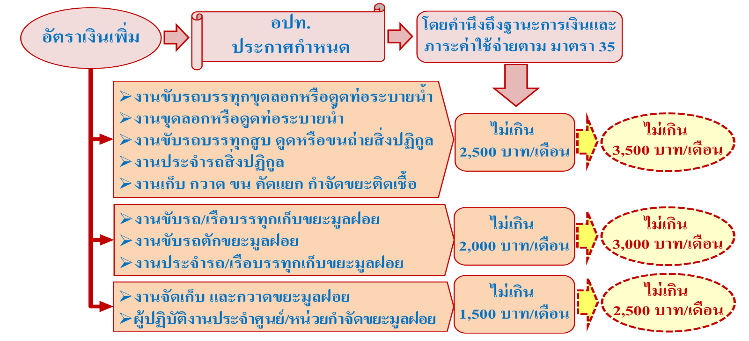 อัตราเงินเพิ่ม
อปท.
ประกาศกำหนด
โดยคำนึงถึงฐานะการเงินและ
ภาระค่าใช้จ่ายตาม มาตรา 35
งานขับรถบรรทุกขุดลอกหรือดูดท่อระบายน้ำ
งานขุดลอกหรือดูดท่อระบายน้ำ
งานขับรถบรรทุกสูบ ดูดหรือขนถ่ายสิ่งปฏิกูล
งานประจำรถสิ่งปฏิกูล
งานเก็บ กวาด ขน คัดแยก กำจัดขยะติดเชื้อ
ไม่เกิน
2,500 บาท/เดือน
ไม่เกิน
3,500 บาท/เดือน
งานขับรถ/เรือบรรทุกเก็บขยะมูลฝอย
งานขับรถตักขยะมูลฝอย
งานประจำรถ/เรือบรรทุกเก็บขยะมูลฝอย
ไม่เกิน
2,000 บาท/เดือน
ไม่เกิน
3,000 บาท/เดือน
งานจัดเก็บ และกวาดขยะมูลฝอย
ผู้ปฏิบัติงานประจำศูนย์/หน่วยกำจัดขยะมูลฝอย
ไม่เกิน
1,500 บาท/เดือน
ไม่เกิน
2,500 บาท/เดือน